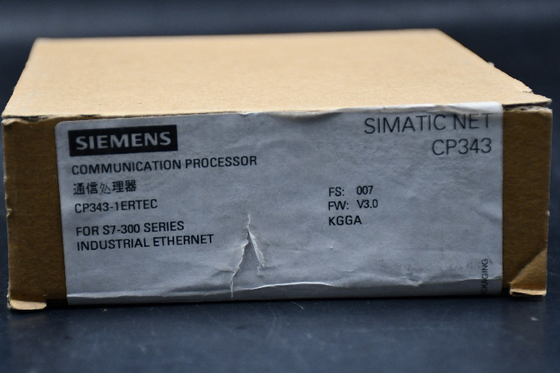 SIEMENS
SIMATIC NET
CP343
COMMUNICATION PROCESSOR
通信处理器
CP343-1ERTEC
FOR S7-300 SERIES
INDUSTRIAL ETHERNET
FS: 007
FW: V3.0
KGGA